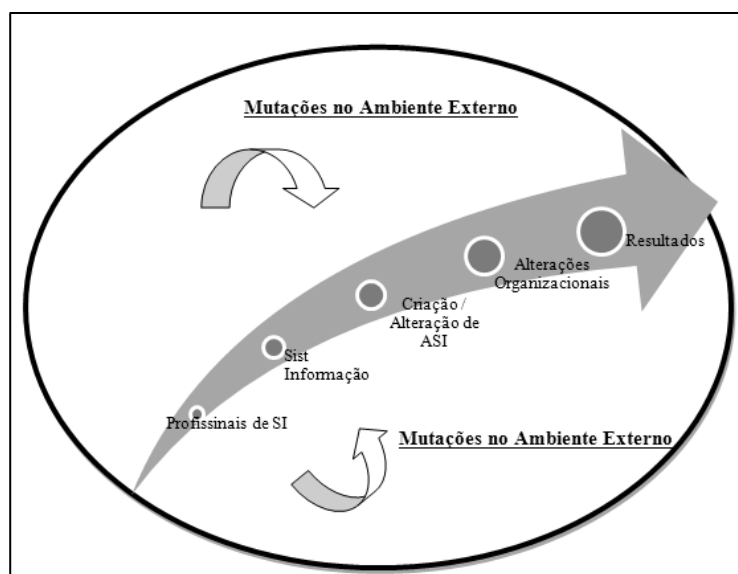 Mutações no Ambiente Externo
Resultados
Alterações
Organizacionais
Criação /
Alteração de
ASI
Sist
Informação
Profissinais de SI
Mutações no Ambiente Externo